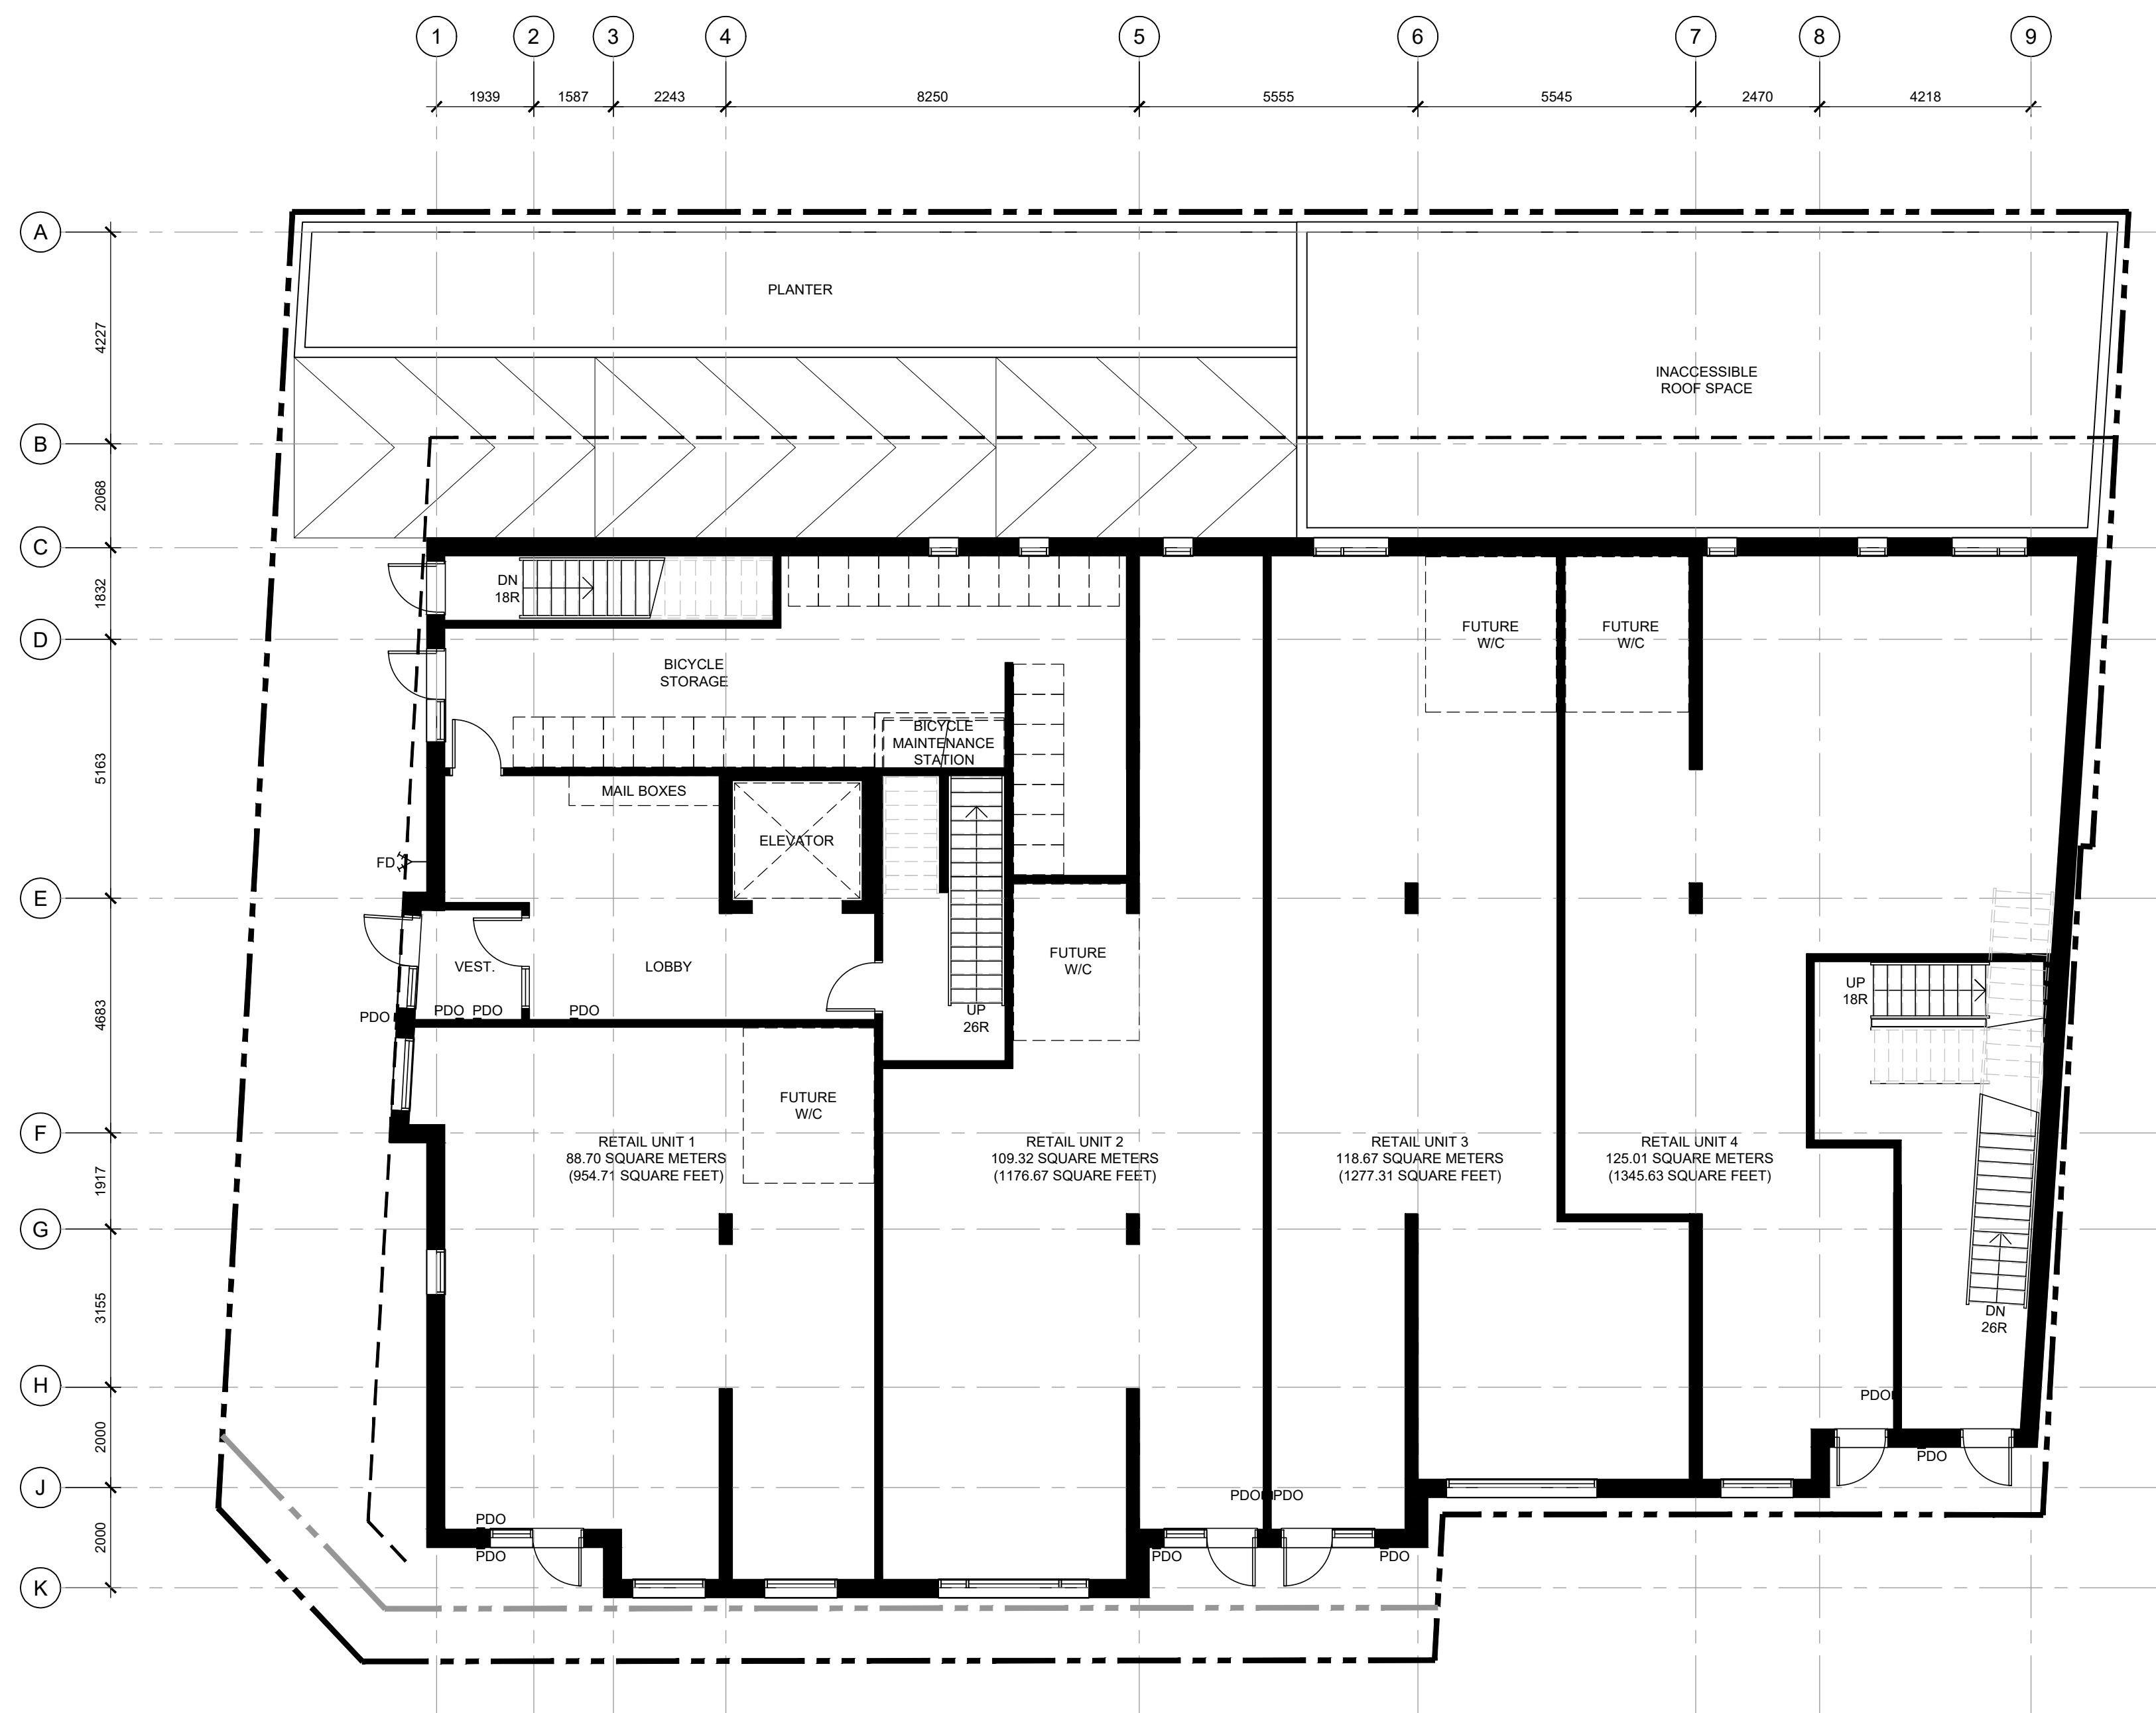 1 2 3 4 5 6 7 8 9
1939 1587 2243 8250 5555 5545 2470 4218
A
4227
PLANTER
INACCESSIBLE
ROOF SPACE
B
2068
C
1832
DN
18R
D
FUTURE
W/C
FUTURE
W/C
BICYCLE
STORAGE
5163
BICYCLE
MAINTENANCE
STATION
MAIL BOXES
ELEVATOR
FD
E
FUTURE
W/C
VEST.
LOBBY
UP
18R
4683
PDO
PDO
PDO
PDO
UP
26R
FUTURE
W/C
F
RETAIL UNIT 1
88.70 SQUARE METERS
(954.71 SQUARE FEET)
RETAIL UNIT 2
109.32 SQUARE METERS
(1176.67 SQUARE FEET)
RETAIL UNIT 3
118.67 SQUARE METERS
(1277.31 SQUARE FEET)
RETAIL UNIT 4
125.01 SQUARE METERS
(1345.63 SQUARE FEET)
1917
G
3155
DN
26R
H
PDO
2000
PDO
J
PDO
PDO
PDO
2000
PDO
PDO
PDO
K